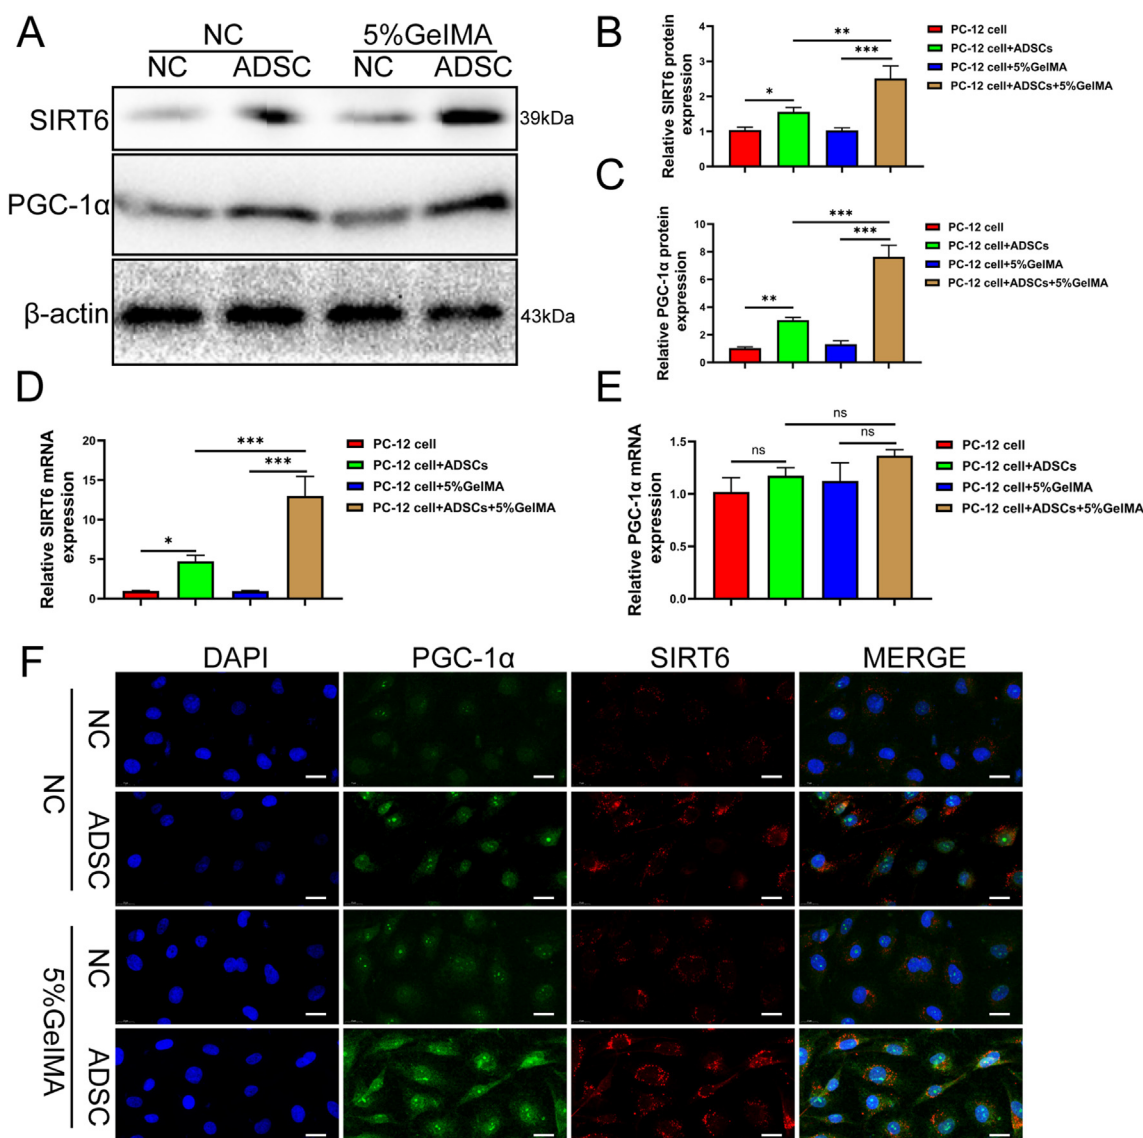 A
NC
5%GelMA
NC
ADSC
NC
ADSC
SIRT6
39kDa
PGC-1α
β-actin
43kDa
B
Relative SIRT6 protein
expression
4
3
2
1
0
*
**
***
PC-12 cell
PC-12 cell+ADSCs
PC-12 cell+5%GelMA
PC-12 cell+ADSCs+5%GelMA
C
Relative PGC-1α protein
expression
10
8
6
4
2
0
**
***
***
PC-12 cell
PC-12 cell+ADSCs
PC-12 cell+5%GelMA
PC-12 cell+ADSCs+5%GelMA
D
Relative SIRT6 mRNA
expression
20
15
10
5
0
*
***
***
PC-12 cell
PC-12 cell+ADSCs
PC-12 cell+5%GelMA
PC-12 cell+ADSCs+5%GelMA
E
Relative PGC-1α mRNA
expression
1.5
1.0
0.5
0.0
ns
ns
ns
PC-12 cell
PC-12 cell+ADSCs
PC-12 cell+5%GelMA
PC-12 cell+ADSCs+5%GelMA
F
DAPI
PGC-1α
SIRT6
MERGE
NC
NC
ADSC
5%GelMA
NC
ADSC